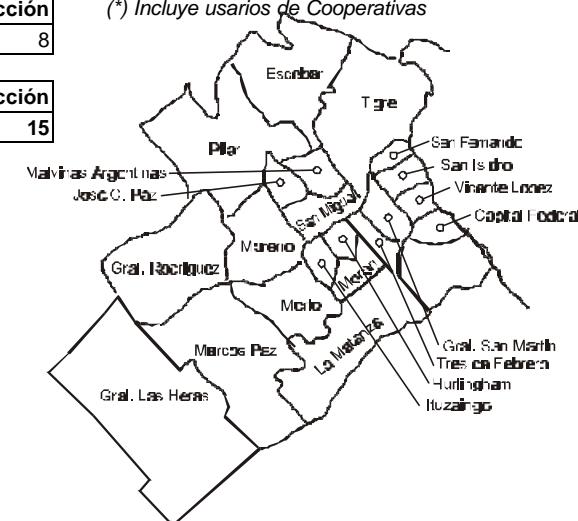 cción
8
(*) Incluye usarios de Cooperativas
cción
15
Escobar
Tigre
Pilar
San Fernando
San Isidro
Vincente Lopez
Capital Federal
Malvinas Argentinas
José C. Paz
San Miguel
Moreno
Gral. Rodriguez
Moron
Merlo
Marcos Paz
La Matanza
Gral. San Martin
Tres de Febrero
Hurlingham
Ituzaingo
Gral. Las Heras